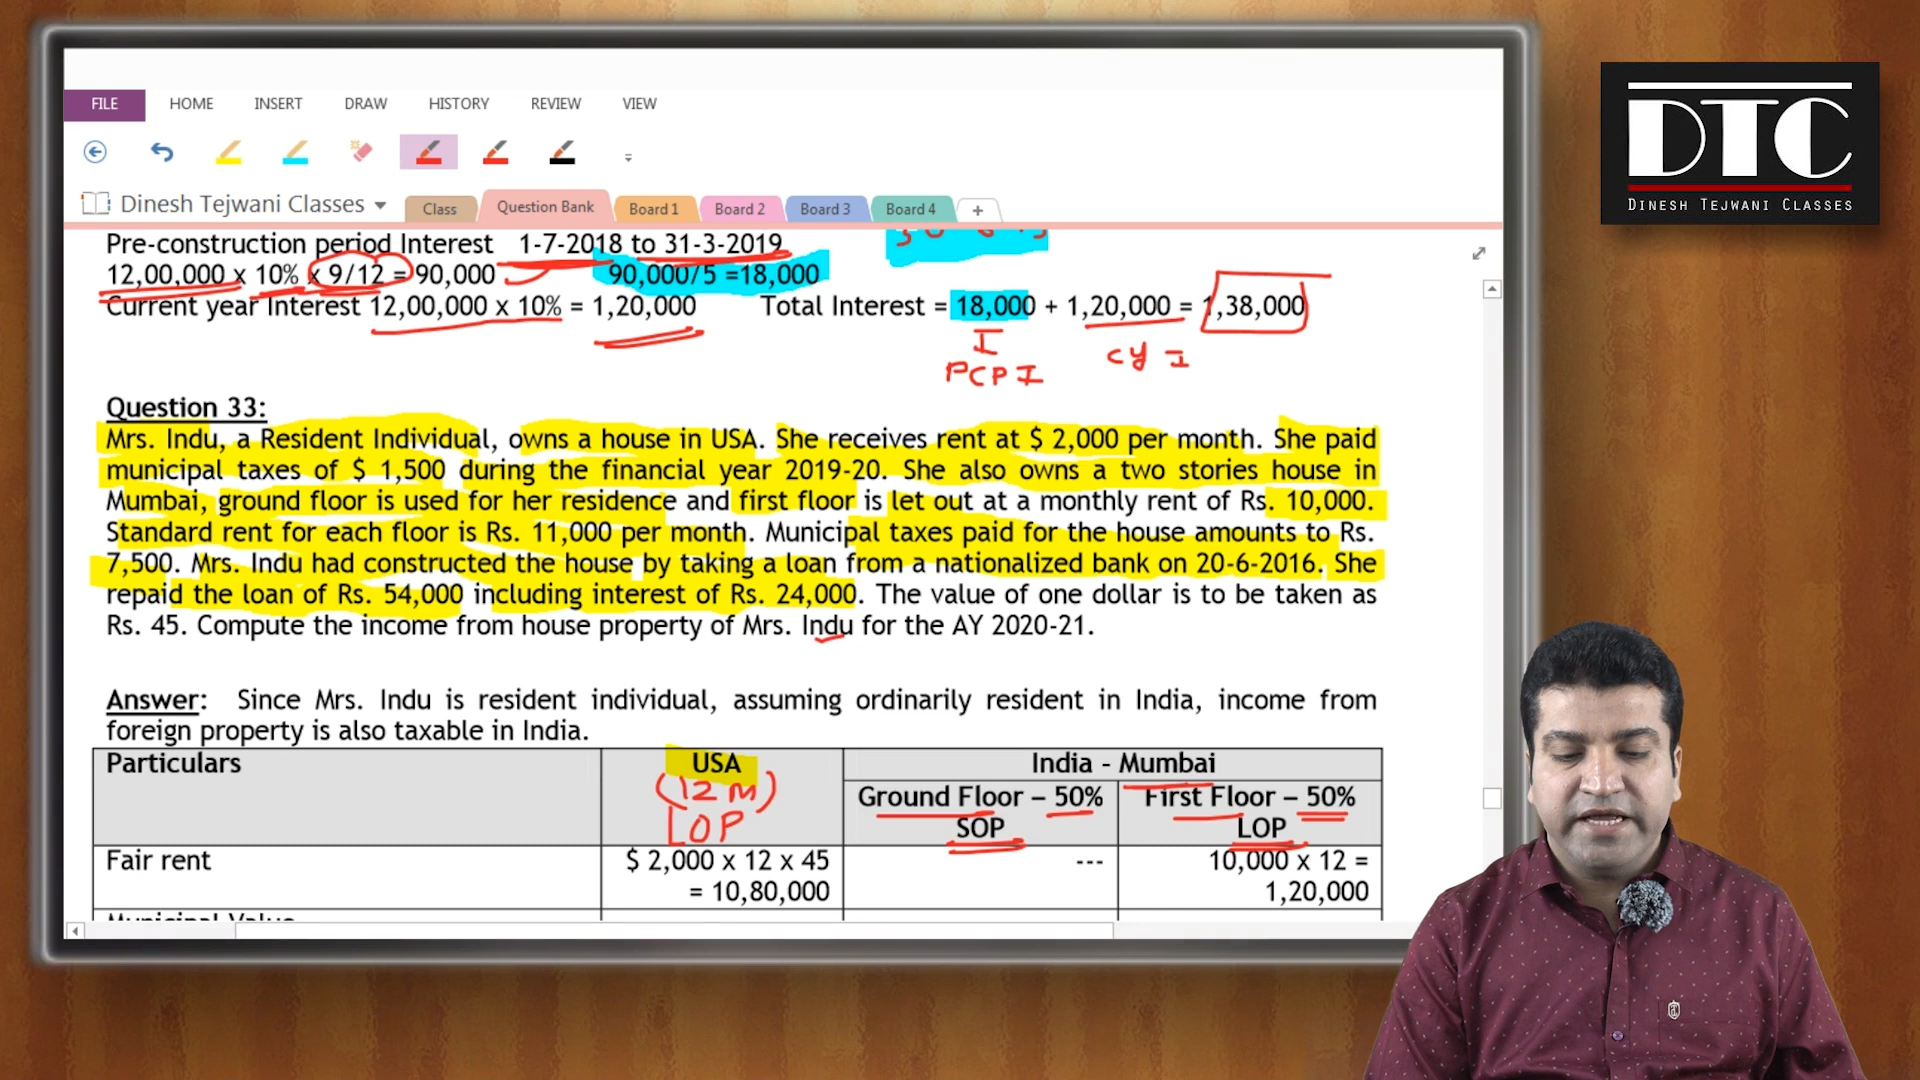 FILE HOME INSERT DRAW HISTORY REVIEW VIEW
Dinesh Tejwani Classes Class Question Bank Board 1 Board 2 Board 3 Board 4 +
Pre-construction period Interest 1-7-2018 to 31-3-2019
12,00,000 x 10% x 9/12 = 90,000 90,000/5 =18,000
Current year Interest 12,00,000 x 10% = 1,20,000 Total Interest = 18,000 + 1,20,000 = 1,38,000
I
PCPI CY I
Question 33:
Mrs. Indu, a Resident Individual, owns a house in USA. She receives rent at $ 2,000 per month. She paid
municipal taxes of $ 1,500 during the financial year 2019-20. She also owns a two stories house in
Mumbai, ground floor is used for her residence and first floor is let out at a monthly rent of Rs. 10,000.
Standard rent for each floor is Rs. 11,000 per month. Municipal taxes paid for the house amounts to Rs.
7,500. Mrs. Indu had constructed the house by taking a loan from a nationalized bank on 20-6-2016. She
repaid the loan of Rs. 54,000 including interest of Rs. 24,000. The value of one dollar is to be taken as
Rs. 45. Compute the income from house property of Mrs. Indu for the AY 2020-21.
Answer: Since Mrs. Indu is resident individual, assuming ordinarily resident in India, income from
foreign property is also taxable in India.
Particulars USA India - Mumbai
(12 M)
LOP
Ground Floor – 50% First Floor – 50%
SOP LOP
Fair rent $ 2,000 x 12 x 45 --- 10,000 x 12 =
= 10,80,000 1,20,000
Municipal Value
DTC
DINESH TEJWANI CLASSES